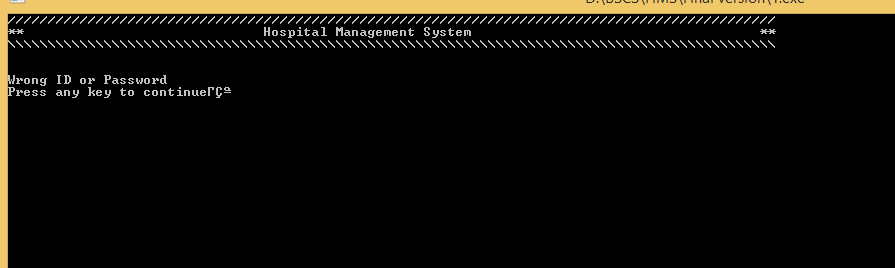 D:\BSCS\HMS\Final Version\1.exe
////////////////////////////////////////////////////////////////////////////////////////////////
** Hospital Management System **
\\\\\\\\\\\\\\\\\\\\\\\\\\\\\\\\\\\\\\\\\\\\\\\\\\\\\\\\\\\\\\\\\\\\\\\\\\\\\\\\\\\\\\\\\\\\\\\\
Wrong ID or Password
Press any key to continueΓÇª